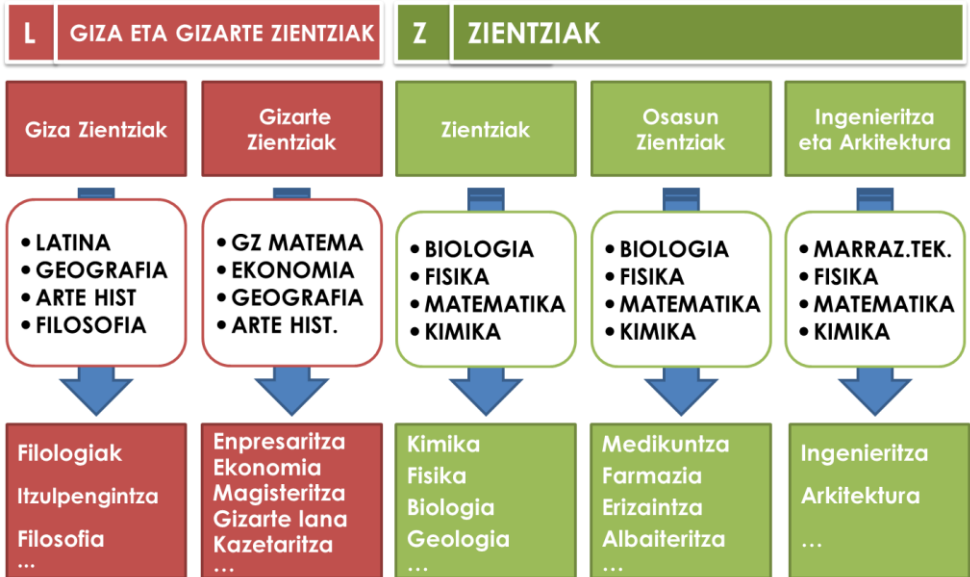 L GIZA ETA GIZARTE ZIENTZIAK
Z ZIENTZIAK
Giza Zientziak
Gizarte
Zientziak
Zientziak
Osasun
Zientziak
Ingenieritza
eta Arkitektura
• LATINA
• GEOGRAFIA
• ARTE HIST
• FILOSOFIA
• GZ MATEMA
• EKONOMIA
• GEOGRAFIA
• ARTE HIST.
• BIOLOGIA
• FISIKA
• MATEMATIKA
• KIMIKA
• BIOLOGIA
• FISIKA
• MATEMATIKA
• KIMIKA
• MARRAZ.TEK.
• FISIKA
• MATEMATIKA
• KIMIKA
Filologiak
Itzulpengintza
Filosofia
...
Enpresaritza
Ekonomia
Magisteritza
Gizarte lana
Kazetaritza
...
Kimika
Fisika
Biologia
Geologia
...
Medikuntza
Farmazia
Erizaintza
Albaiteritza
...
Ingenieritza
Arkitektura
...